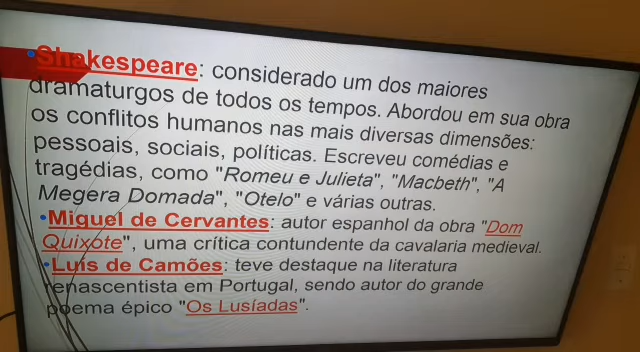 •Shakespeare: considerado um dos maiores
dramaturgos de todos os tempos. Abordou em sua obra
os conflitos humanos nas mais diversas dimensões:
pessoais, sociais, políticas. Escreveu comédias e
tragédias, como "Romeu e Julieta", "Macbeth", "A
Megera Domada", "Otelo" e várias outras.
•Miguel de Cervantes: autor espanhol da obra "Dom
Quixote", uma crítica contundente da cavalaria medieval.
•Luís de Camões: teve destaque na literatura
renascentista em Portugal, sendo autor do grande
poema épico "Os Lusíadas".